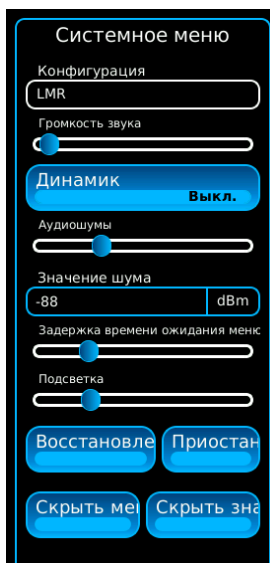 Системное меню
Конфигурация
LMR
Громкость звука
Динамик
Выкл.
Аудиошумы
Значение шума
-88 dBm
Задержка времени ожидания меню
Подсветка
Восстановле Приостан
Скрыть ме Скрыть зна